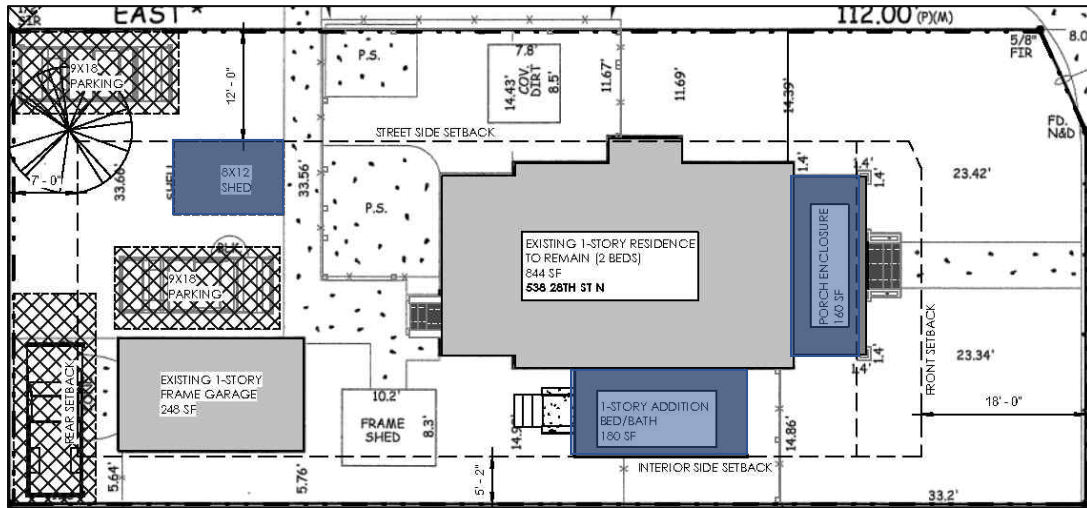 EAST *
112.00' (P)(M)
5/8"
FIR
8.0
9X18
PARKING
12' - 0"
P.S.
7.8'
COV.
DIRT
14.43'
8.5'
11.67'
11.69'
14.39'
FD.
N&D
STREET SIDE SETBACK
7' - 0"
33.66'
8X12
SHED
33.56'
P.S.
1.4'
1.4'
1.4'
23.42'
EXISTING 1-STORY RESIDENCE
TO REMAIN (2 BEDS)
844 SF
538 28TH ST N
PORCH ENCLOSURE
160 SF
9X18
PARKING
FRONT SETBACK
1.4'
1.4'
23.34'
REAR SETBACK
EXISTING 1-STORY
FRAME GARAGE
248 SF
10.2'
FRAME
SHED
8.3'
1-STORY ADDITION
BED/BATH
180 SF
14.86'
18' - 0"
INTERIOR SIDE SETBACK
5.64'
5.76'
5' - 2"
33.2'